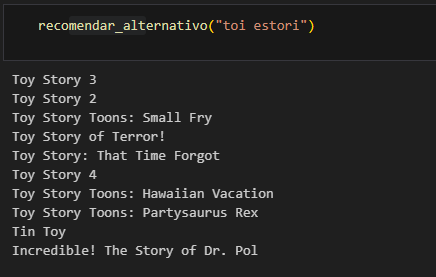 recomendar_alternativo("toi estori")
Toy Story 3
Toy Story 2
Toy Story Toons: Small Fry
Toy Story of Terror!
Toy Story: That Time Forgot
Toy Story 4
Toy Story Toons: Hawaiian Vacation
Toy Story Toons: Partysaurus Rex
Tin Toy
Incredible! The Story of Dr. Pol